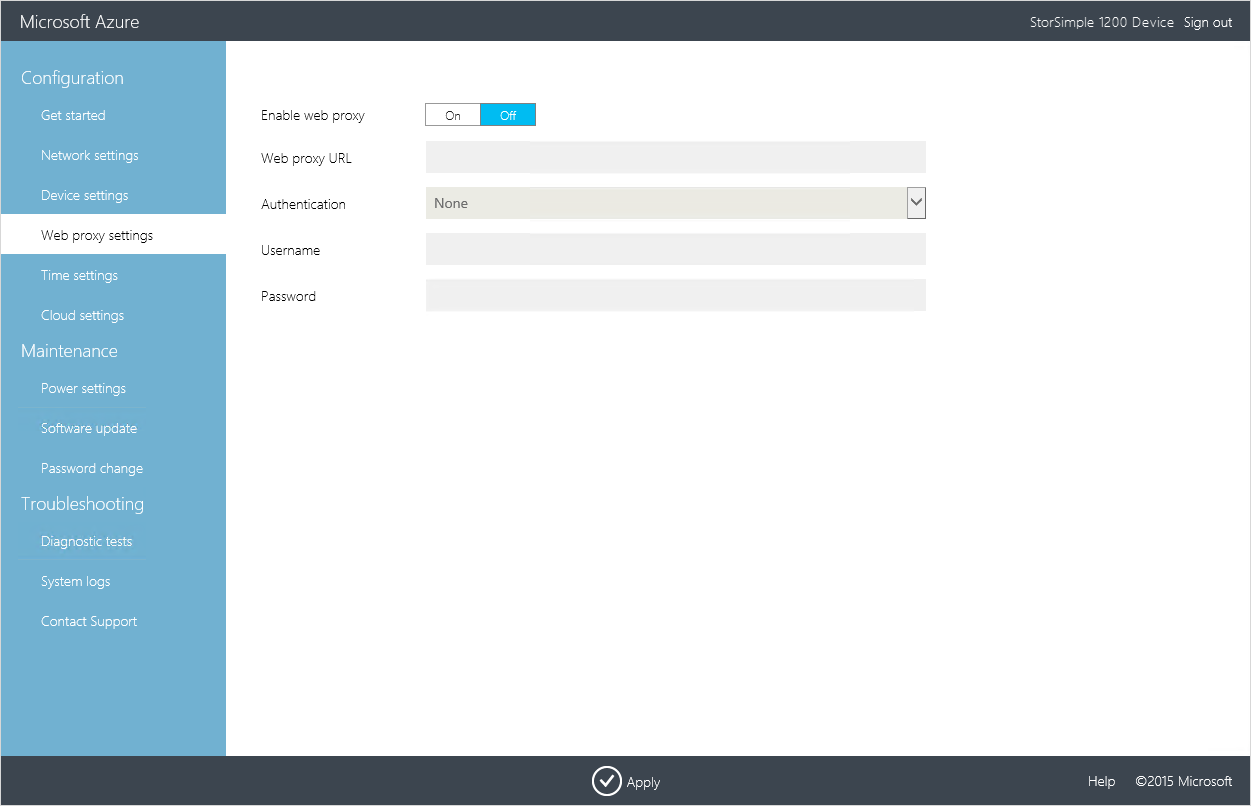 Microsoft Azure
StorSimple 1200 Device Sign out
Configuration
Get started
Network settings
Device settings
Web proxy settings
Time settings
Cloud settings
Maintenance
Power settings
Software update
Password change
Troubleshooting
Diagnostic tests
System logs
Contact Support
Enable web proxy On Off
Web proxy URL
Authentication None
Username
Password
Apply
Help ©2015 Microsoft